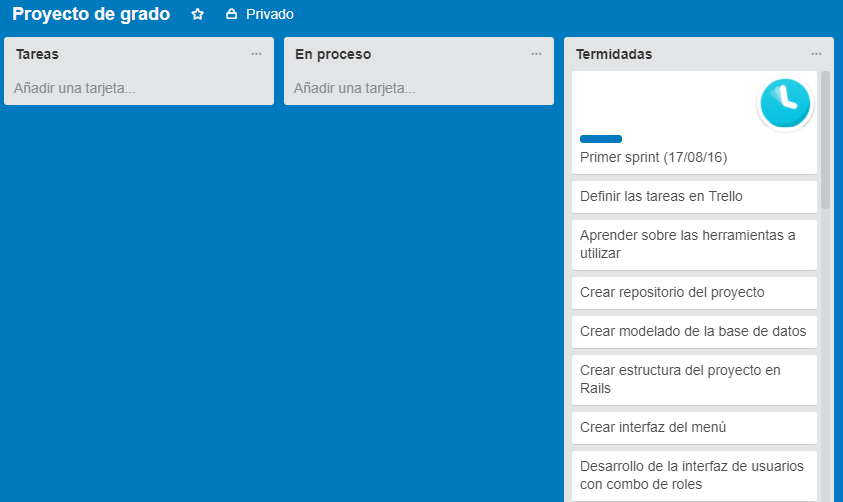 Proyecto de grado Privado
Tareas
Añadir una tarjeta...
En proceso
Añadir una tarjeta...
Termidadas
Primer sprint (17/08/16)
Definir las tareas en Trello
Aprender sobre las herramientas a
utilizar
Crear repositorio del proyecto
Crear modelado de la base de datos
Crear estructura del proyecto en
Rails
Crear interfaz del menú
Desarrollo de la interfaz de usuarios
con combo de roles